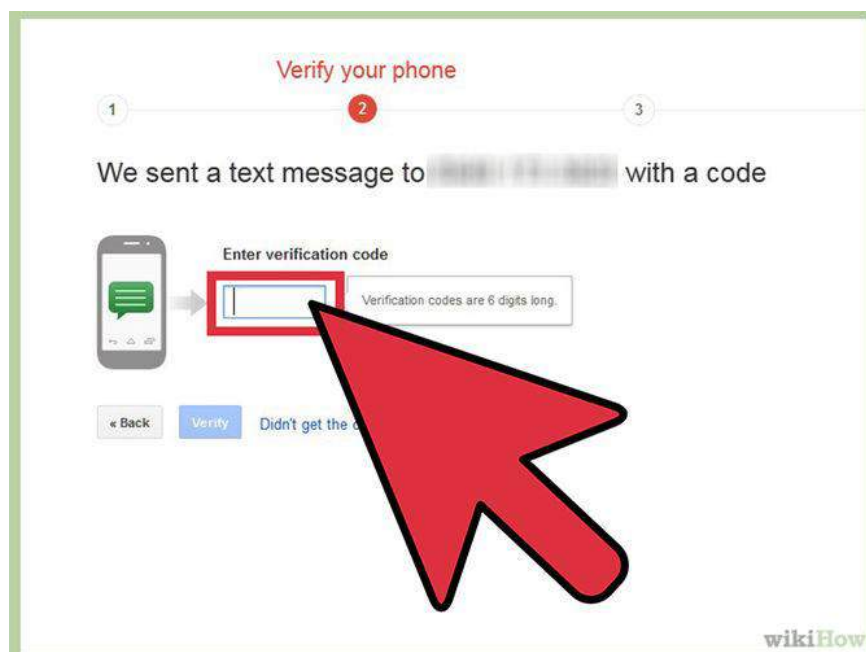 Verify your phone
1 2 3
We sent a text message to with a code
Enter verification code
Verification codes are 6 digits long.
« Back Verify Didn't get the
wikiHow